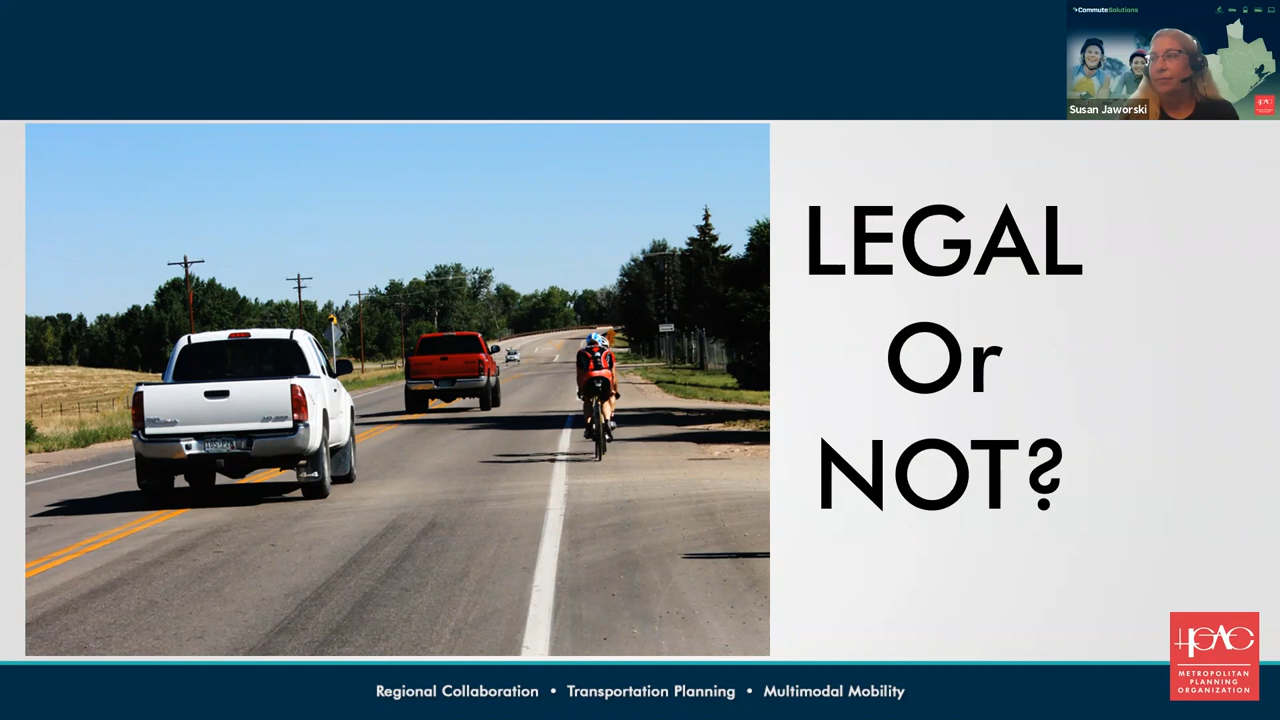 CommuteSolutions
Susan Jaworski
LEGAL
Or
NOT?
Regional Collaboration • Transportation Planning • Multimodal Mobility
METROPOLITAN
PLANNING
ORGANIZATION